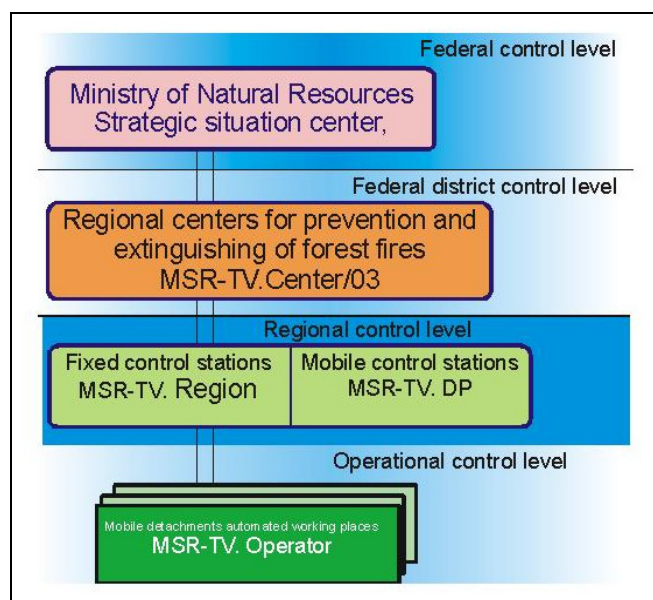 Federal control level
Ministry of Natural Resources
Strategic situation center,
Federal district control level
Regional centers for prevention and
extinguishing of forest fires
MSR-TV.Center/03
Regional control level
Fixed control stations
MSR-TV. Region
Mobile control stations
MSR-TV. DP
Operational control level
Mobile detachments automated working places
MSR-TV. Operator